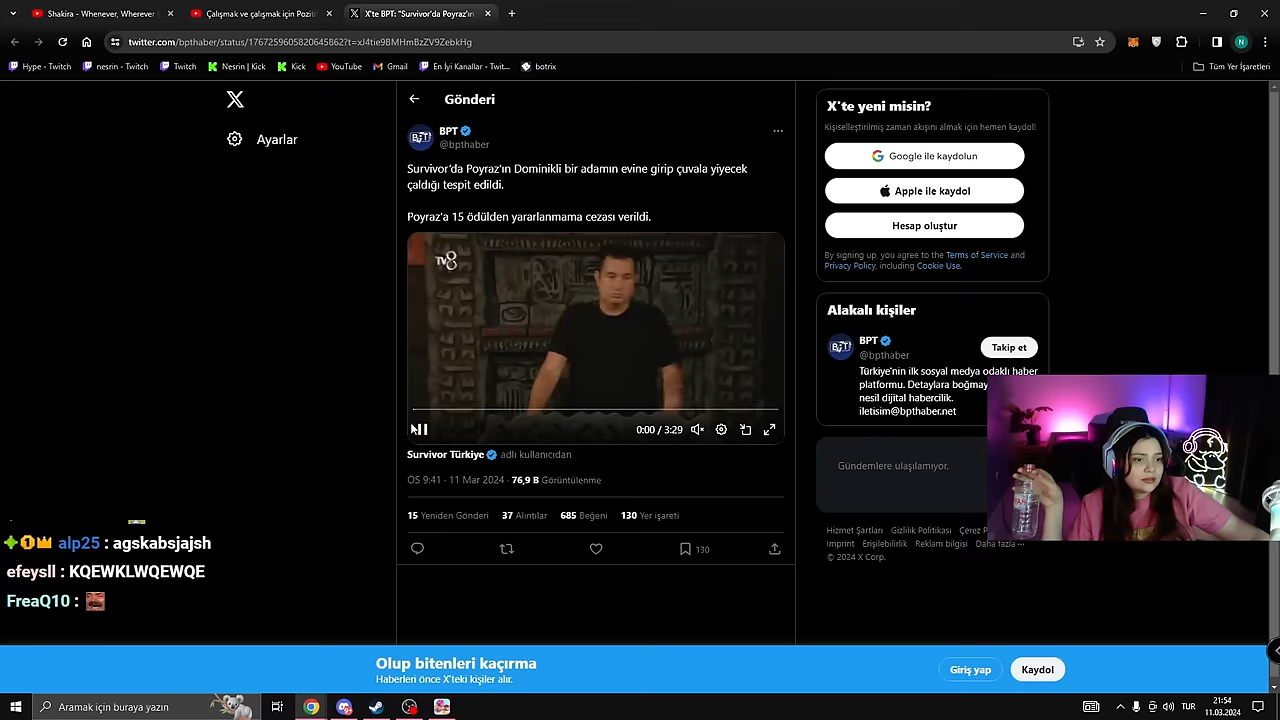 Shakira - Whenever, Wherever
Çalışmak ve çalışmak için Pozitif
X'te BPT: "Survivor'da Poyraz'ın
twitter.com/bpthaber/status/1767259605820645862?t=xJ4tie9BMHmBzZV9ZebkHg
N
Hype - Twitch
nesrin - Twitch
Twitch
Nesrin | Kick
Kick
YouTube
Gmail
En İyi Kanallar - Twit...
botrix
Tüm Yer İşaretleri
Ayarlar
Gönderi
BPT
@bpthaber
Survivor'da Poyraz'ın Dominikli bir adamın evine girip çuvala yiyecek
çaldığı tespit edildi.
Poyraz'a 15 ödülden yararlanmama cezası verildi.
TV8
0:00 / 3:29
Survivor Türkiye adlı kullanıcıdan
ÖS 9:41 · 11 Mar 2024 · 76,9 B Görüntülenme
15 Yeniden Gönderi 37 Alıntılar 685 Beğeni 130 Yer işareti
130
X'te yeni misin?
Kişiselleştirilmiş zaman akışını almak için hemen kaydol!
Google ile kaydolun
Apple ile kaydol
Hesap oluştur
By signing up, you agree to the Terms of Service and
Privacy Policy, including Cookie Use.
Alakalı kişiler
BPT
@bpthaber
Takip et
Türkiye'nin ilk sosyal medya odaklı haber
platformu. Detaylara boğmay
nesil dijital habercilik.
iletisim@bpthaber.net
Gündemlere ulaşılamıyor.
Hizmet Şartları Gizlilik Politikası Çerez P
Imprint Erişilebilirlik Reklam bilgisi Daha fazla ···
© 2024 X Corp.
alp25 : agskabsjajsh
efeysll : KQEWKLWQEWQE
FreaQ10 :
Olup bitenleri kaçırma
Haberleri önce X'teki kişiler alır.
Giriş yap
Kaydol
Aramak için buraya yazın
TUR
21:54
11.03.2024